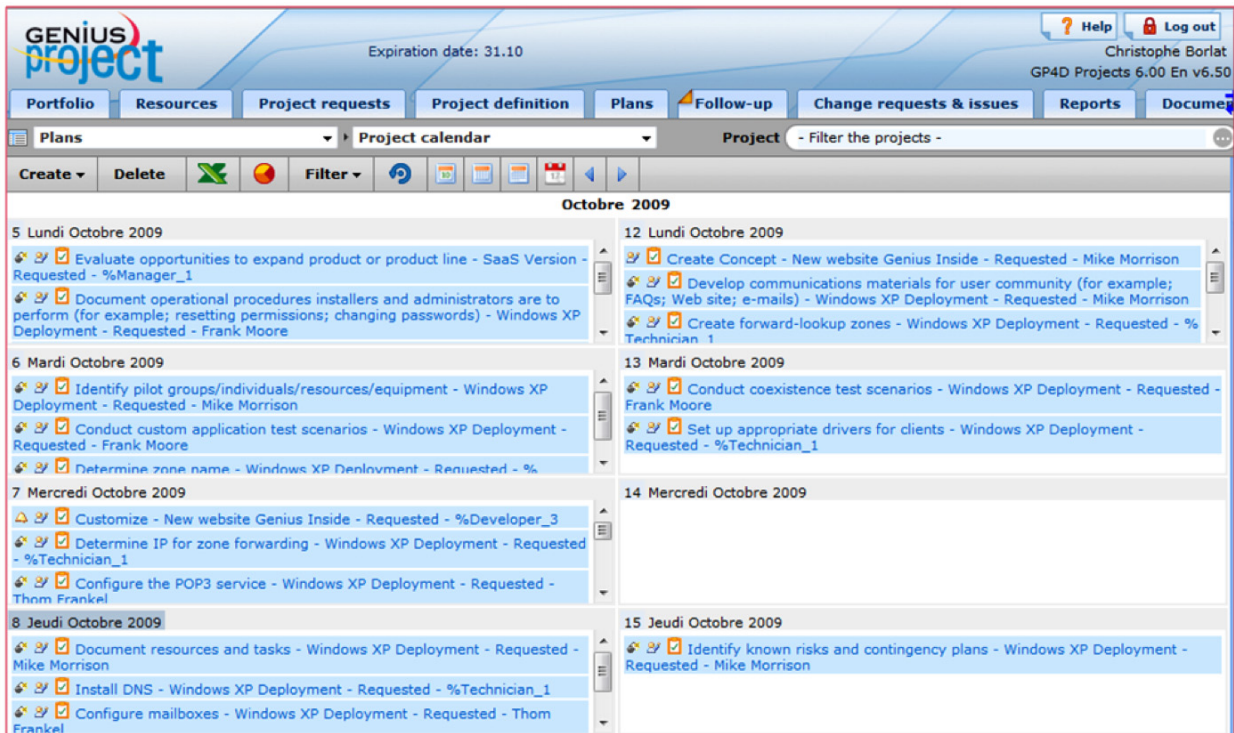 GENIUS
project
Expiration date: 31.10
Help
Log out
Christophe Borlat
GP4D Projects 6.00 En v6.50
Portfolio
Resources
Project requests
Project definition
Plans
Follow-up
Change requests & issues
Reports
Documen
Plans
Project calendar
Project
- Filter the projects -
Create
Delete
Filter
Octobre 2009
5 Lundi Octobre 2009
Evaluate opportunities to expand product or product line - SaaS Version -
Requested - %Manager_1
Document operational procedures installers and administrators are to
perform (for example; resetting permissions; changing passwords) - Windows XP
Deployment - Requested - Frank Moore
6 Mardi Octobre 2009
Identify pilot groups/individuals/resources/equipment - Windows XP
Deployment - Requested - Mike Morrison
Conduct custom application test scenarios - Windows XP Deployment -
Requested - Frank Moore
Determine zone name - Windows XP Deployment - Requested - %
7 Mercredi Octobre 2009
Customize - New website Genius Inside - Requested - %Developer_3
Determine IP for zone forwarding - Windows XP Deployment - Requested
- %Technician_1
Configure the POP3 service - Windows XP Deployment - Requested -
Thom Frankel
8 Jeudi Octobre 2009
Document resources and tasks - Windows XP Deployment - Requested -
Mike Morrison
Install DNS - Windows XP Deployment - Requested - %Technician_1
Configure mailboxes - Windows XP Deployment - Requested - Thom
Frankel
12 Lundi Octobre 2009
Create Concept - New website Genius Inside - Requested - Mike Morrison
Develop communications materials for user community (for example;
FAQs; Web site; e-mails) - Windows XP Deployment - Requested - Mike Morrison
Create forward-lookup zones - Windows XP Deployment - Requested - %
Technician_1
13 Mardi Octobre 2009
Conduct coexistence test scenarios - Windows XP Deployment - Requested -
Frank Moore
Set up appropriate drivers for clients - Windows XP Deployment -
Requested - %Technician_1
14 Mercredi Octobre 2009
15 Jeudi Octobre 2009
Identify known risks and contingency plans - Windows XP Deployment -
Requested - Mike Morrison